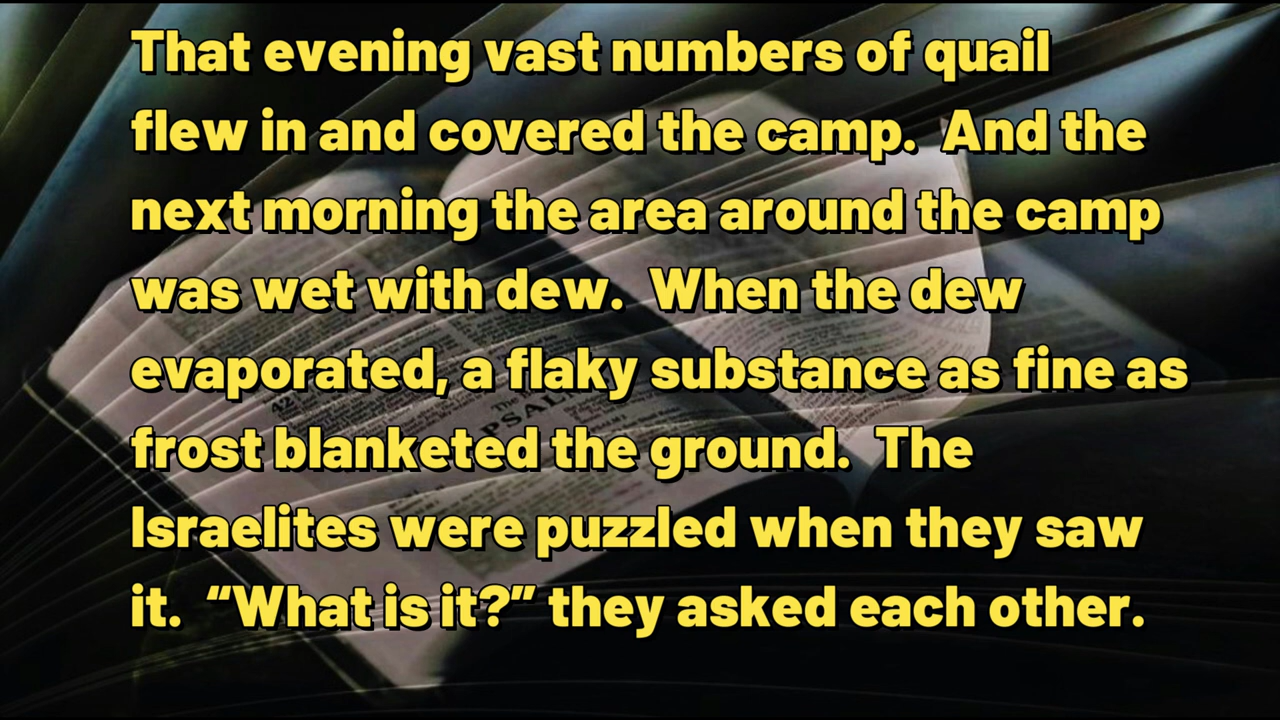 That evening vast numbers of quail
flew in and covered the camp.  And the
next morning the area around the camp
was wet with dew.  When the dew
evaporated, a flaky substance as fine as
frost blanketed the ground.  The
Israelites were puzzled when they saw
it.  “What is it?” they asked each other.